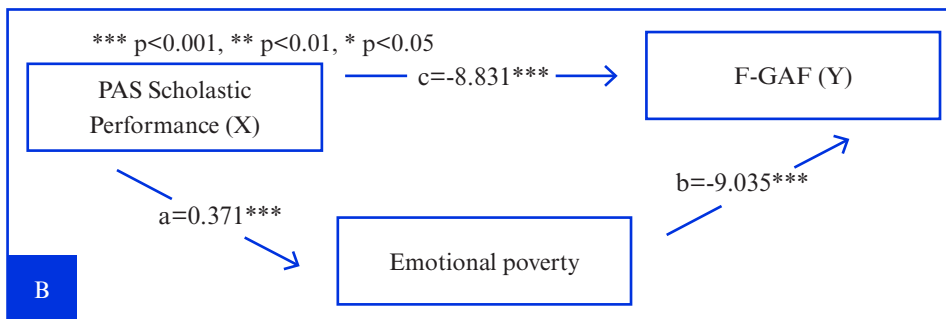 *** p<0.001, ** p<0.01, * p<0.05
PAS Scholastic
Performance (X)
c=-8.831***
F-GAF (Y)
a=0.371***
b=-9.035***
Emotional poverty
B